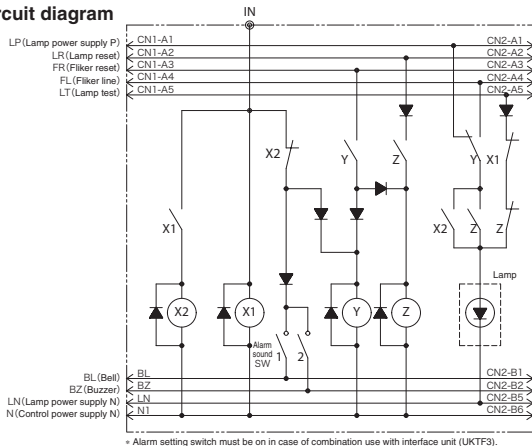 rcuit diagram
IN
LP(Lamp power supply P) CN1-A1 CN2-A1
LR(Lamp reset) CN1-A2 CN2-A2
FR(Fliker reset) CN1-A3 CN2-A3
FL(Fliker line) CN1-A4 CN2-A4
LT(Lamp test) CN1-A5 CN2-A5
X2 Y Z Y X1
X1 X2 Z Z
Lamp
X2 X1 Y Z
Alarm
sound
SW 1 2
BL(Bell) BL CN2-B1
BZ(Buzzer) BZ CN2-B2
LN(Lamp power supply N) LN CN2-B5
N(Control power supply N) N1 CN2-B6
* Alarm setting switch must be on in case of combination use with interface unit (UKTF3).